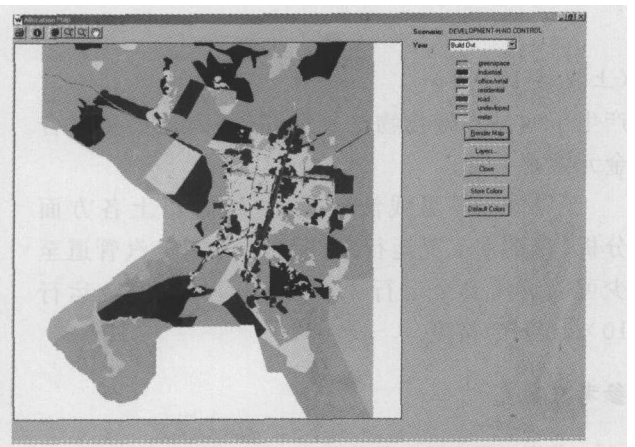 Allocation Map
Scenario: DEVELOPMENT-H-NO CONTROL
Year Build Out
greenspace
industrial
office/retail
residential
road
undeveloped
water
Render Map
Layers...
Close
Store Colors
Default Colors